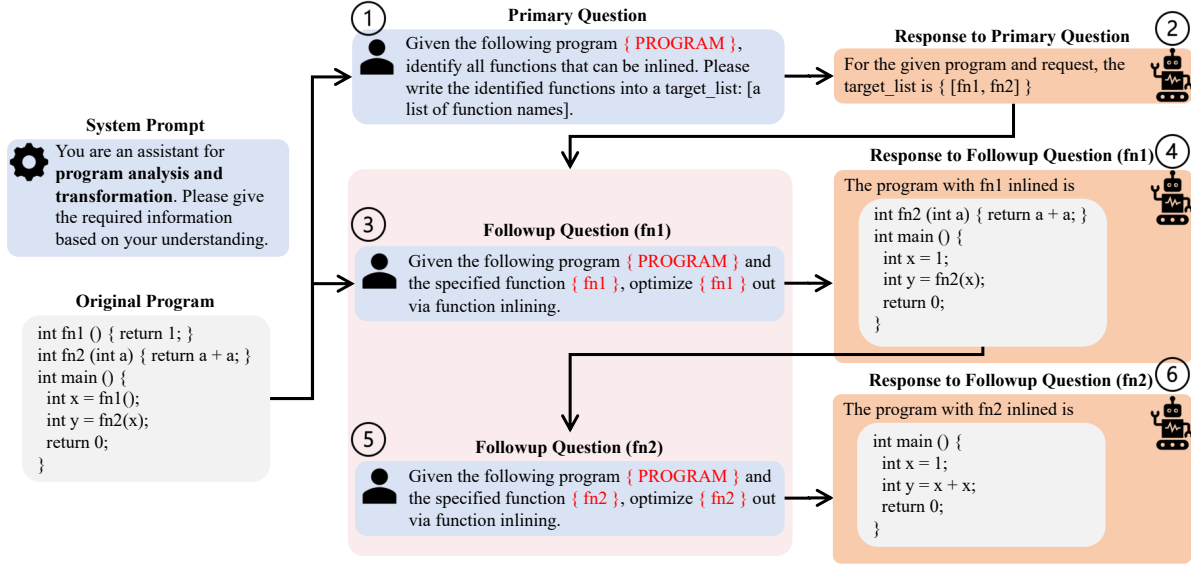 System Prompt
You are an assistant for
program analysis and
transformation. Please give
the required information
based on your understanding.
Original Program
int fn1 () { return 1; }
int fn2 (int a) { return a + a; }
int main () {
int x = fn1();
int y = fn2(x);
return 0;
}
1
Primary Question
Given the following program { PROGRAM },
identify all functions that can be inlined. Please
write the identified functions into a target_list: [a
list of function names].
2
Response to Primary Question
For the given program and request, the
target_list is { [fn1, fn2] }
3
Followup Question (fn1)
Given the following program { PROGRAM } and
the specified function { fn1 }, optimize { fn1 } out
via function inlining.
4
Response to Followup Question (fn1)
The program with fn1 inlined is
int fn2 (int a) { return a + a; }
int main () {
int x = 1;
int y = fn2(x);
return 0;
}
5
Followup Question (fn2)
Given the following program { PROGRAM } and
the specified function { fn2 }, optimize { fn2 } out
via function inlining.
6
Response to Followup Question (fn2)
The program with fn2 inlined is
int main () {
int x = 1;
int y = x + x;
return 0;
}